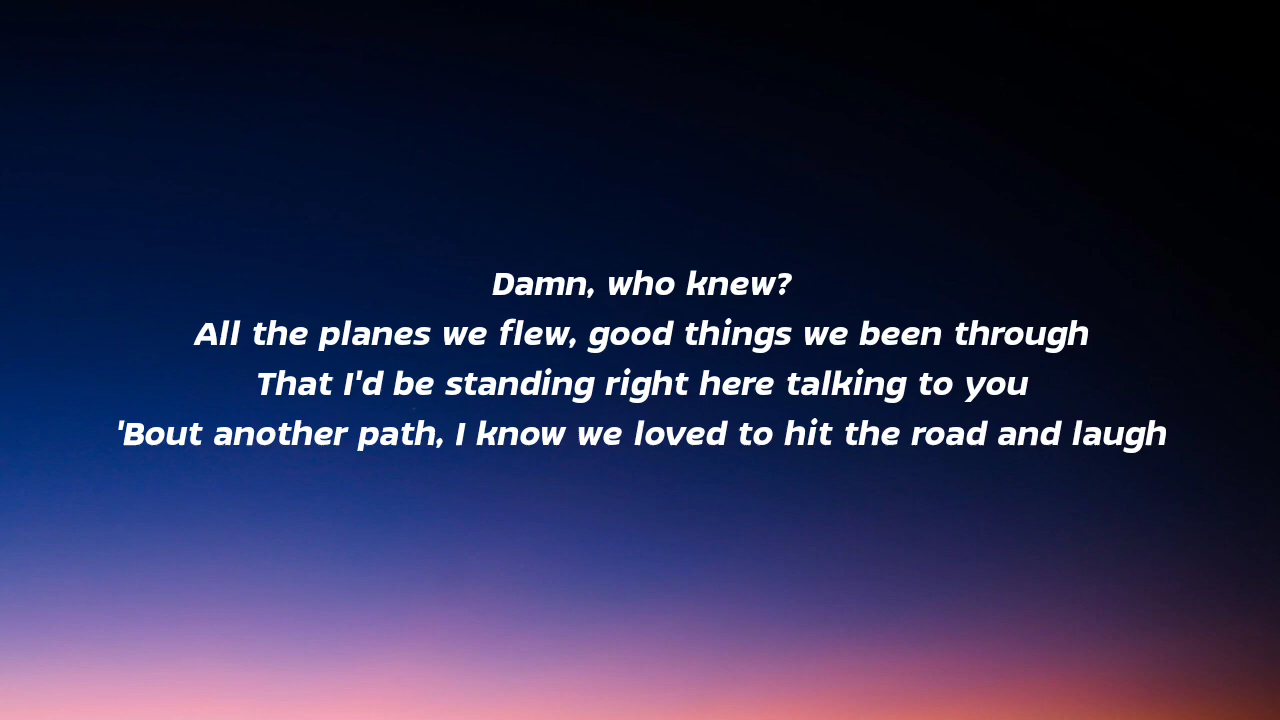 Damn, who knew?
All the planes we flew, good things we been through
That I'd be standing right here talking to you
'Bout another path, I know we loved to hit the road and laugh